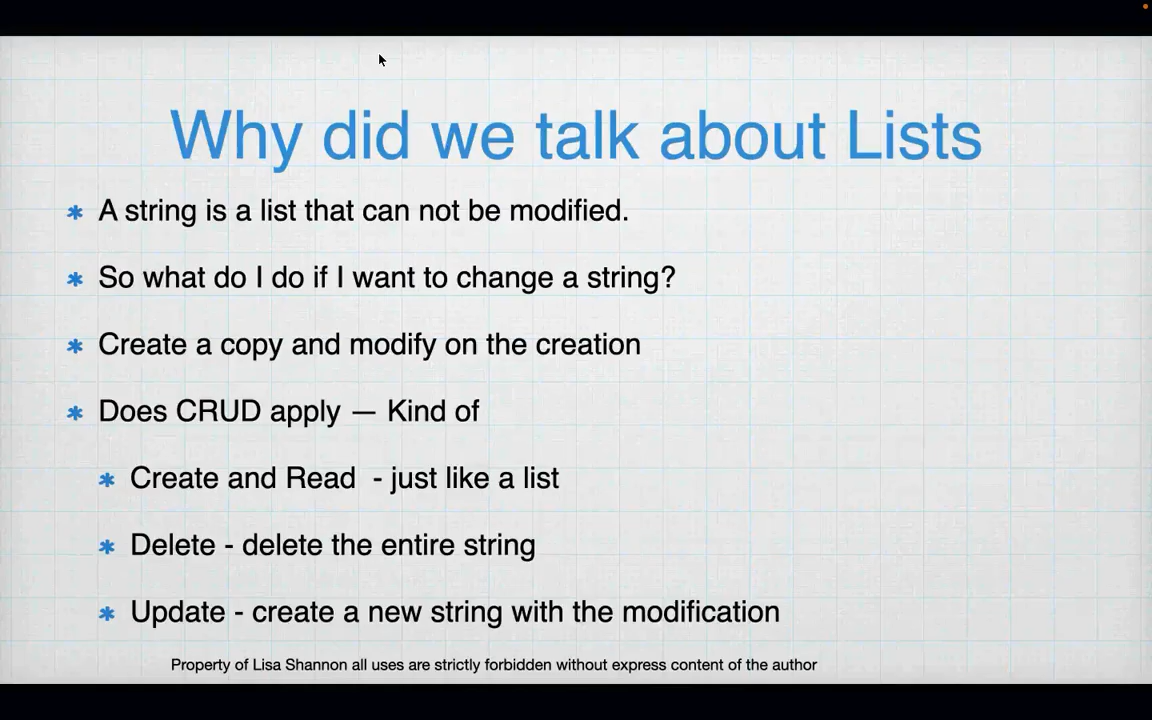 Why did we talk about Lists
A string is a list that can not be modified.
So what do I do if I want to change a string?
Create a copy and modify on the creation
Does CRUD apply — Kind of
Create and Read  - just like a list
Delete - delete the entire string
Update - create a new string with the modification
Property of Lisa Shannon all uses are strictly forbidden without express content of the author